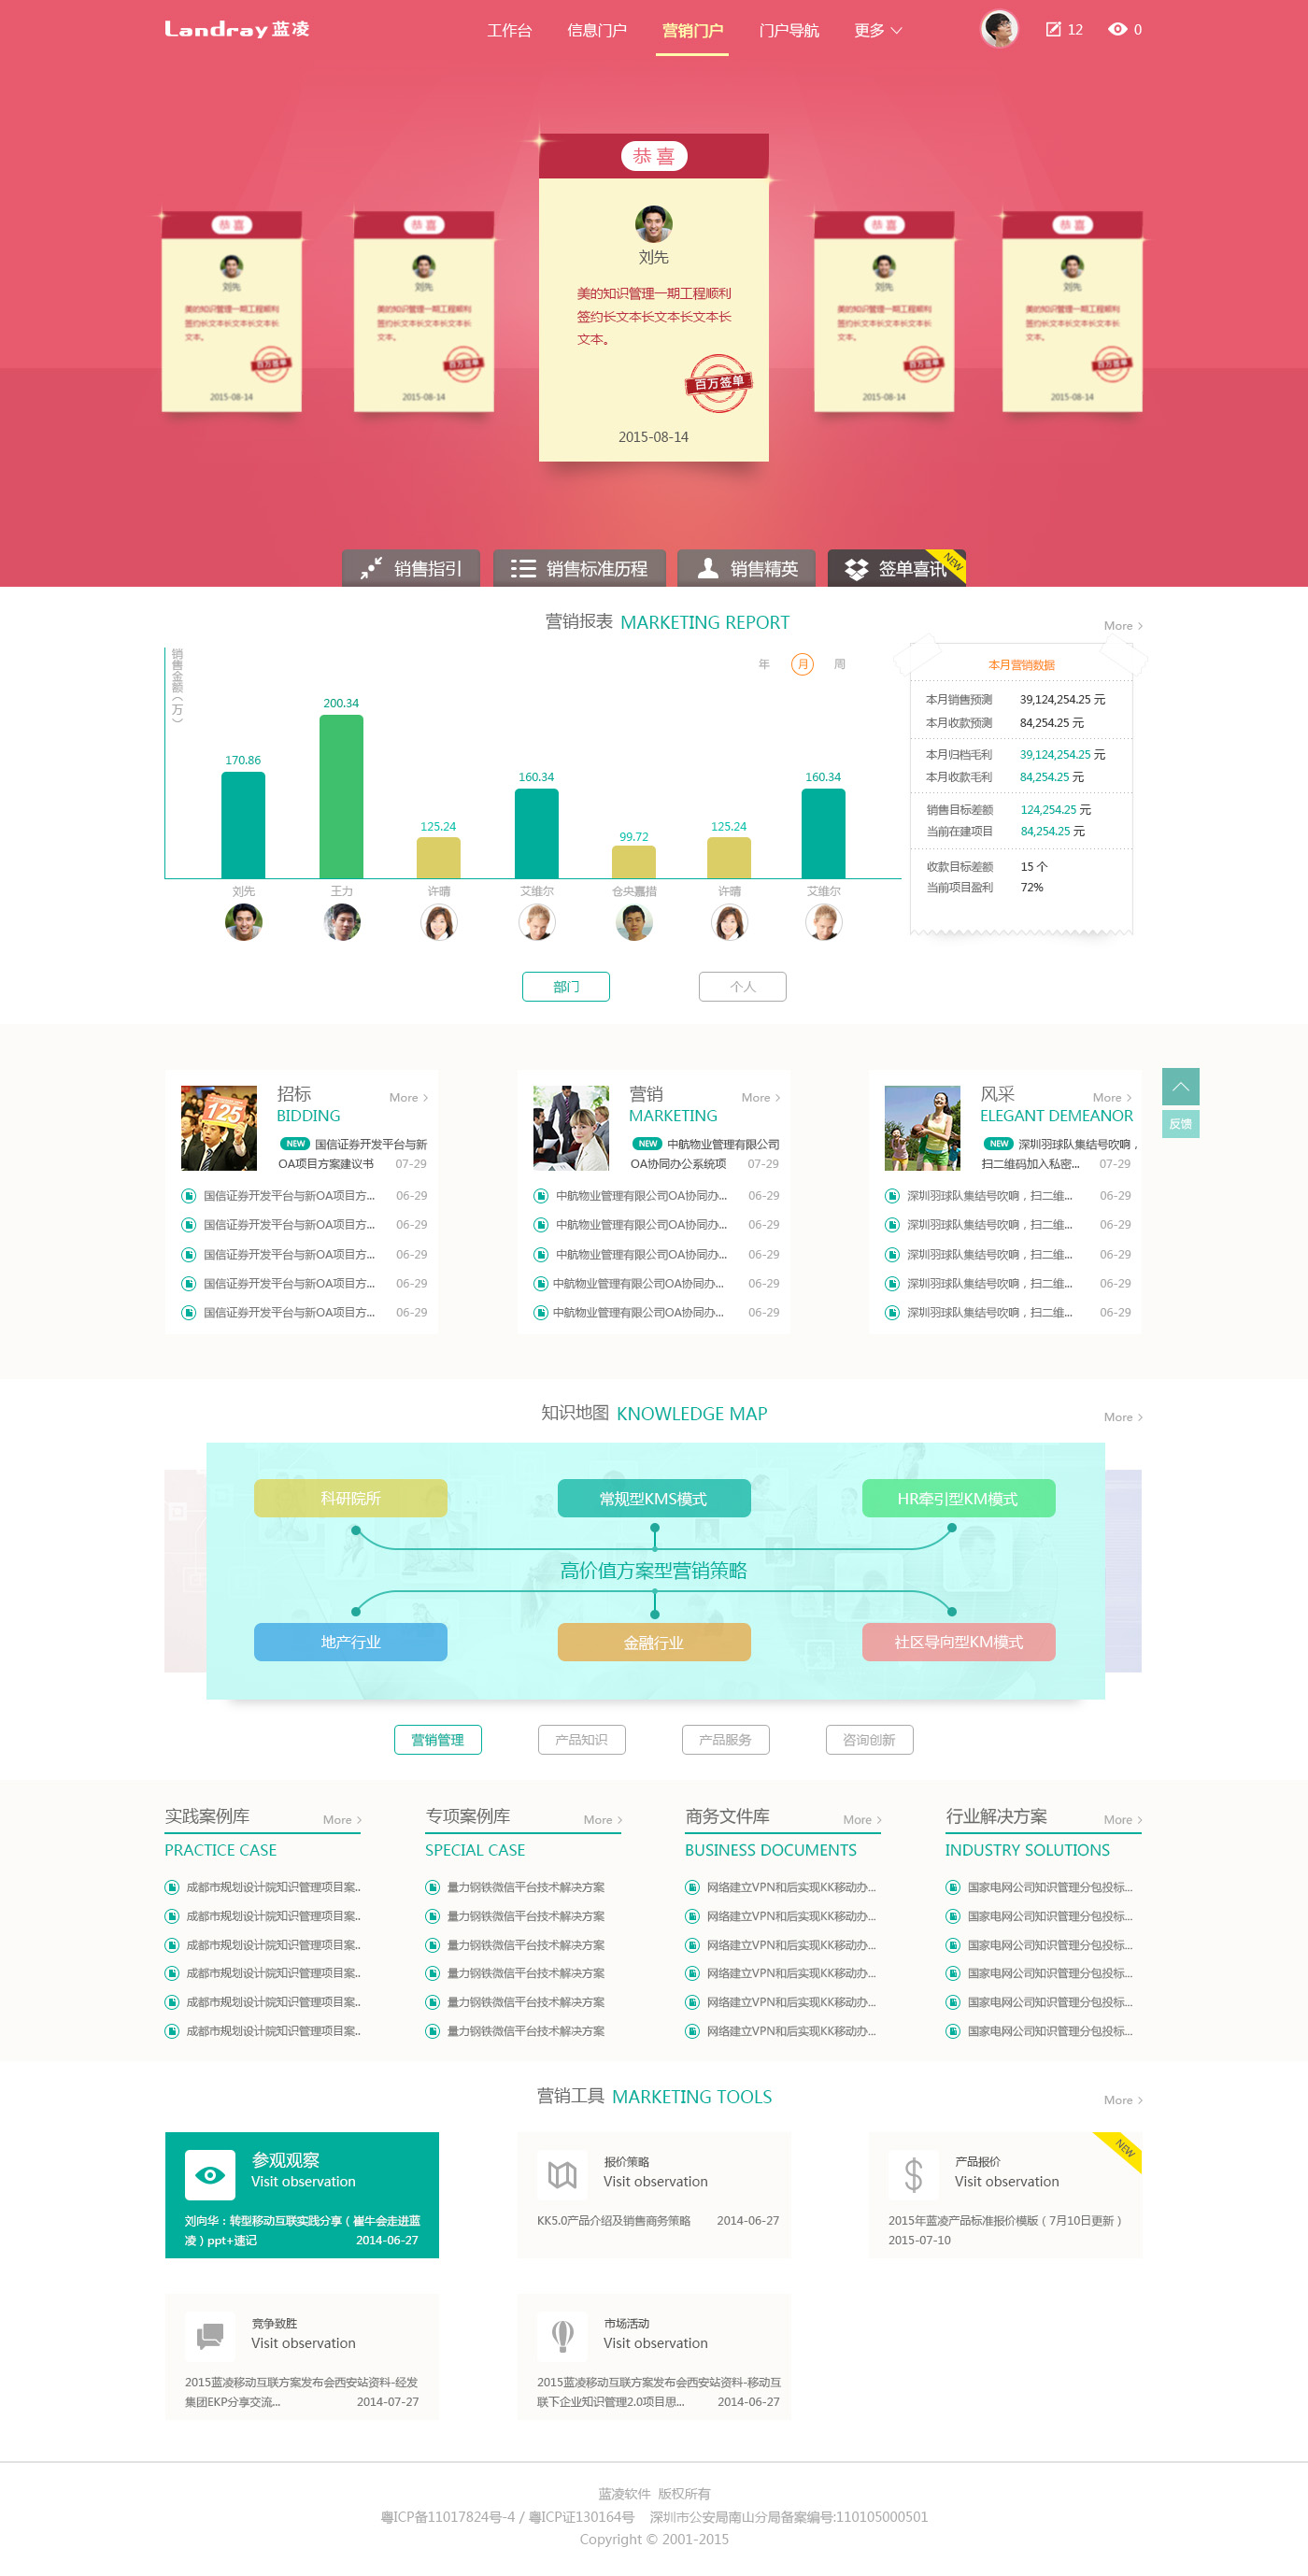 Landray 蓝凌
工作台 信息门户 营销门户 门户导航 更多 12 0
恭喜
刘先
美的知识管理一期工程顺利
签约长文本长文本长文本长
文本。
百万签单
2015-08-14
恭喜
刘先
美的知识管理一期工程顺利
签约长文本长文本长文本长
文本。
百万签单
2015-08-14
恭喜
刘先
美的知识管理一期工程顺利
签约长文本长文本长文本长
文本。
百万签单
2015-08-14
恭喜
刘先
美的知识管理一期工程顺利
签约长文本长文本长文本长
文本。
百万签单
2015-08-14
恭喜
刘先
美的知识管理一期工程顺利
签约长文本长文本长文本长
文本。
百万签单
2015-08-14
销售指引 销售标准历程 销售精英 签单喜讯 NEW
营销报表 MARKETING REPORT More
销售金额（万）
年 月 周
170.86 200.34 125.24 160.34 99.72 125.24 160.34
刘先 王力 许晴 艾维尔 仓央嘉措 许晴 艾维尔
本月营销数据
本月销售预测 39,124,254.25 元
本月收款预测 84,254.25 元
本月归档毛利 39,124,254.25 元
本月收款毛利 84,254.25 元
销售目标差额 124,254.25 元
当前在建项目 84,254.25 元
收款目标差额 15 个
当前项目盈利 72%
部门 个人
招标 More
BIDDING
NEW 国信证券开发平台与新
OA项目方案建议书 07-29
国信证券开发平台与新OA项目方... 06-29
国信证券开发平台与新OA项目方... 06-29
国信证券开发平台与新OA项目方... 06-29
国信证券开发平台与新OA项目方... 06-29
国信证券开发平台与新OA项目方... 06-29
营销 More
MARKETING
NEW 中航物业管理有限公司
OA协同办公系统项 07-29
中航物业管理有限公司OA协同办... 06-29
中航物业管理有限公司OA协同办... 06-29
中航物业管理有限公司OA协同办... 06-29
中航物业管理有限公司OA协同办... 06-29
中航物业管理有限公司OA协同办... 06-29
风采 More
ELEGANT DEMEANOR
NEW 深圳羽球队集结号吹响，
扫二维码加入私密... 07-29
深圳羽球队集结号吹响，扫二维... 06-29
深圳羽球队集结号吹响，扫二维... 06-29
深圳羽球队集结号吹响，扫二维... 06-29
深圳羽球队集结号吹响，扫二维... 06-29
深圳羽球队集结号吹响，扫二维... 06-29
125
反馈
知识地图 KNOWLEDGE MAP More
科研院所 常规型KMS模式 HR牵引型KM模式
高价值方案型营销策略
地产行业 金融行业 社区导向型KM模式
营销管理 产品知识 产品服务 咨询创新
实践案例库 More
PRACTICE CASE
成都市规划设计院知识管理项目案..
成都市规划设计院知识管理项目案..
成都市规划设计院知识管理项目案..
成都市规划设计院知识管理项目案..
成都市规划设计院知识管理项目案..
成都市规划设计院知识管理项目案..
专项案例库 More
SPECIAL CASE
量力钢铁微信平台技术解决方案
量力钢铁微信平台技术解决方案
量力钢铁微信平台技术解决方案
量力钢铁微信平台技术解决方案
量力钢铁微信平台技术解决方案
量力钢铁微信平台技术解决方案
商务文件库 More
BUSINESS DOCUMENTS
网络建立VPN和后实现KK移动办...
网络建立VPN和后实现KK移动办...
网络建立VPN和后实现KK移动办...
网络建立VPN和后实现KK移动办...
网络建立VPN和后实现KK移动办...
网络建立VPN和后实现KK移动办...
行业解决方案 More
INDUSTRY SOLUTIONS
国家电网公司知识管理分包投标...
国家电网公司知识管理分包投标...
国家电网公司知识管理分包投标...
国家电网公司知识管理分包投标...
国家电网公司知识管理分包投标...
国家电网公司知识管理分包投标...
营销工具 MARKETING TOOLS More
参观观察
Visit observation
刘向华：转型移动互联实践分享（崔牛会走进蓝
凌）ppt+速记 2014-06-27
报价策略
Visit observation
KK5.0产品介绍及销售商务策略 2014-06-27
产品报价 NEW
Visit observation
2015年蓝凌产品标准报价模版（7月10日更新）
2015-07-10
竞争致胜
Visit observation
2015蓝凌移动互联方案发布会西安站资料-经发
集团EKP分享交流... 2014-07-27
市场活动
Visit observation
2015蓝凌移动互联方案发布会西安站资料-移动互
联下企业知识管理2.0项目思... 2014-06-27
蓝凌软件 版权所有
粤ICP备11017824号-4 / 粤ICP证130164号 深圳市公安局南山分局备案编号:110105000501
Copyright © 2001-2015